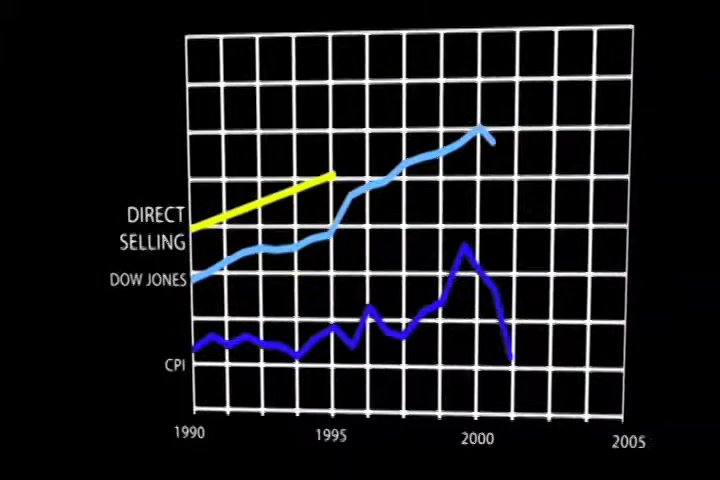 DIRECT
SELLING
DOW JONES
CPI
1990
1995
2000
2005